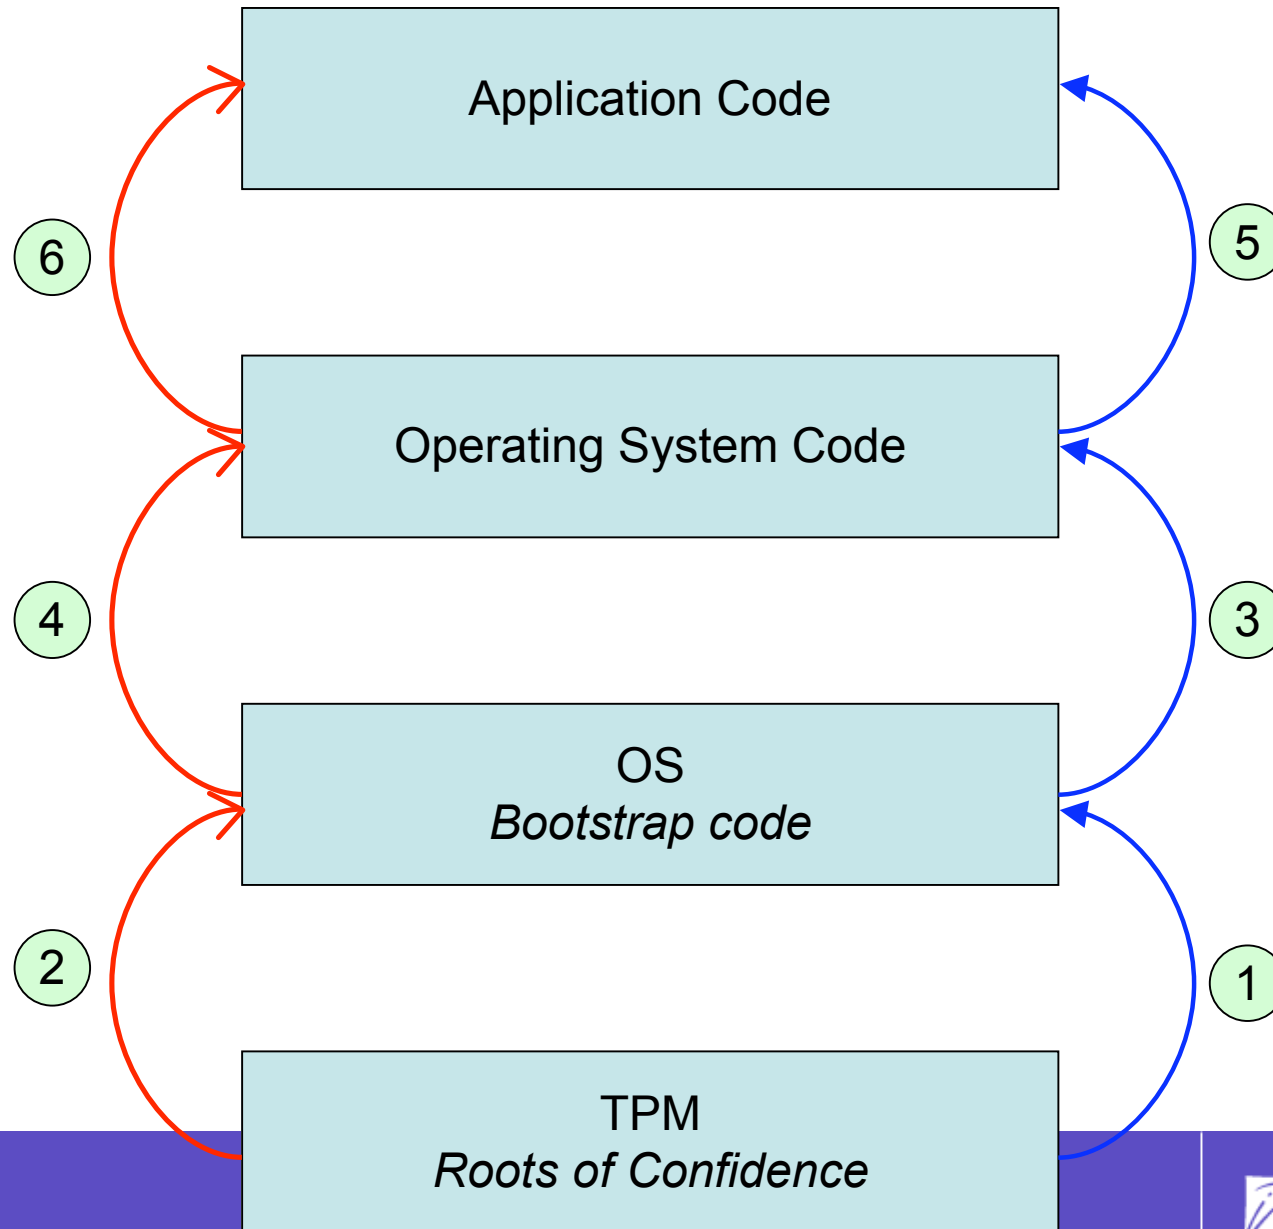 Application Code
6
5
Operating System Code
4
3
OS
Bootstrap code
2
1
TPM
Roots of Confidence